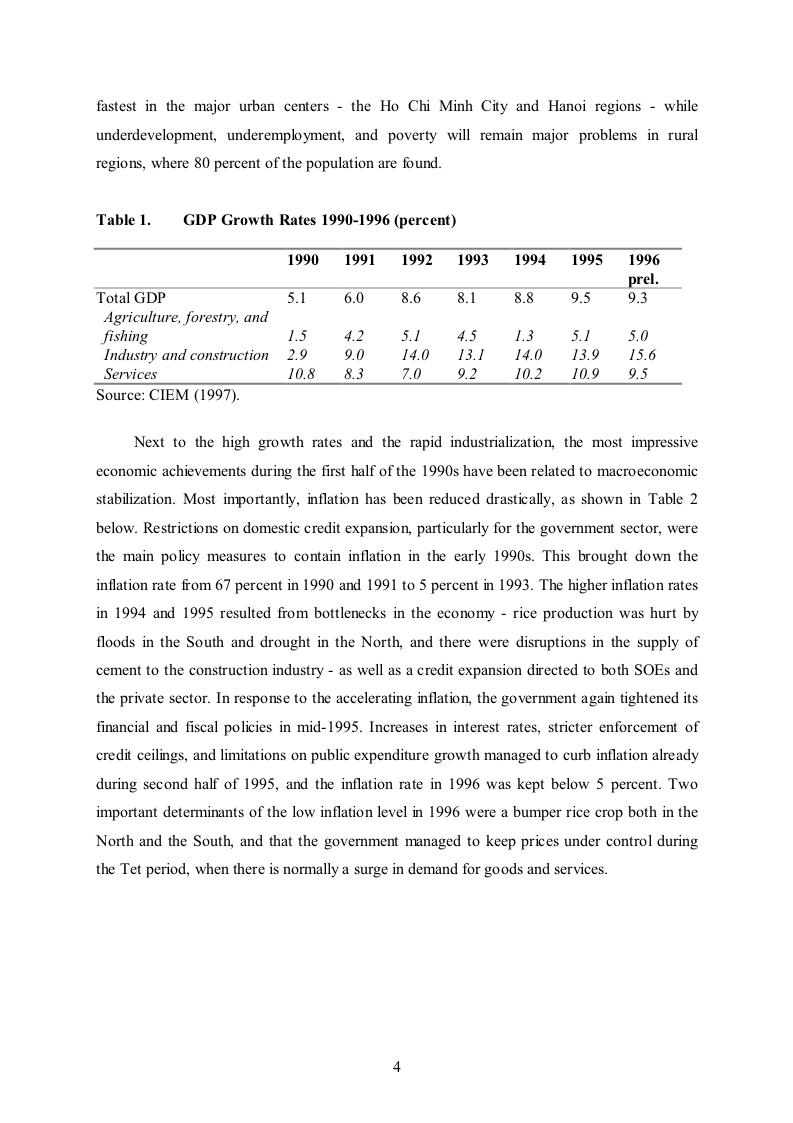 fastest in the major urban centers - the Ho Chi Minh City and Hanoi regions - while
underdevelopment, underemployment, and poverty will remain major problems in rural
regions, where 80 percent of the population are found.
Table 1. GDP Growth Rates 1990-1996 (percent)
1990 1991 1992 1993 1994 1995 1996
prel.
Total GDP 5.1 6.0 8.6 8.1 8.8 9.5 9.3
Agriculture, forestry, and
fishing 1.5 4.2 5.1 4.5 1.3 5.1 5.0
Industry and construction 2.9 9.0 14.0 13.1 14.0 13.9 15.6
Services 10.8 8.3 7.0 9.2 10.2 10.9 9.5
Source: CIEM (1997).
Next to the high growth rates and the rapid industrialization, the most impressive
economic achievements during the first half of the 1990s have been related to macroeconomic
stabilization. Most importantly, inflation has been reduced drastically, as shown in Table 2
below. Restrictions on domestic credit expansion, particularly for the government sector, were
the main policy measures to contain inflation in the early 1990s. This brought down the
inflation rate from 67 percent in 1990 and 1991 to 5 percent in 1993. The higher inflation rates
in 1994 and 1995 resulted from bottlenecks in the economy - rice production was hurt by
floods in the South and drought in the North, and there were disruptions in the supply of
cement to the construction industry - as well as a credit expansion directed to both SOEs and
the private sector. In response to the accelerating inflation, the government again tightened its
financial and fiscal policies in mid-1995. Increases in interest rates, stricter enforcement of
credit ceilings, and limitations on public expenditure growth managed to curb inflation already
during second half of 1995, and the inflation rate in 1996 was kept below 5 percent. Two
important determinants of the low inflation level in 1996 were a bumper rice crop both in the
North and the South, and that the government managed to keep prices under control during
the Tet period, when there is normally a surge in demand for goods and services.
4